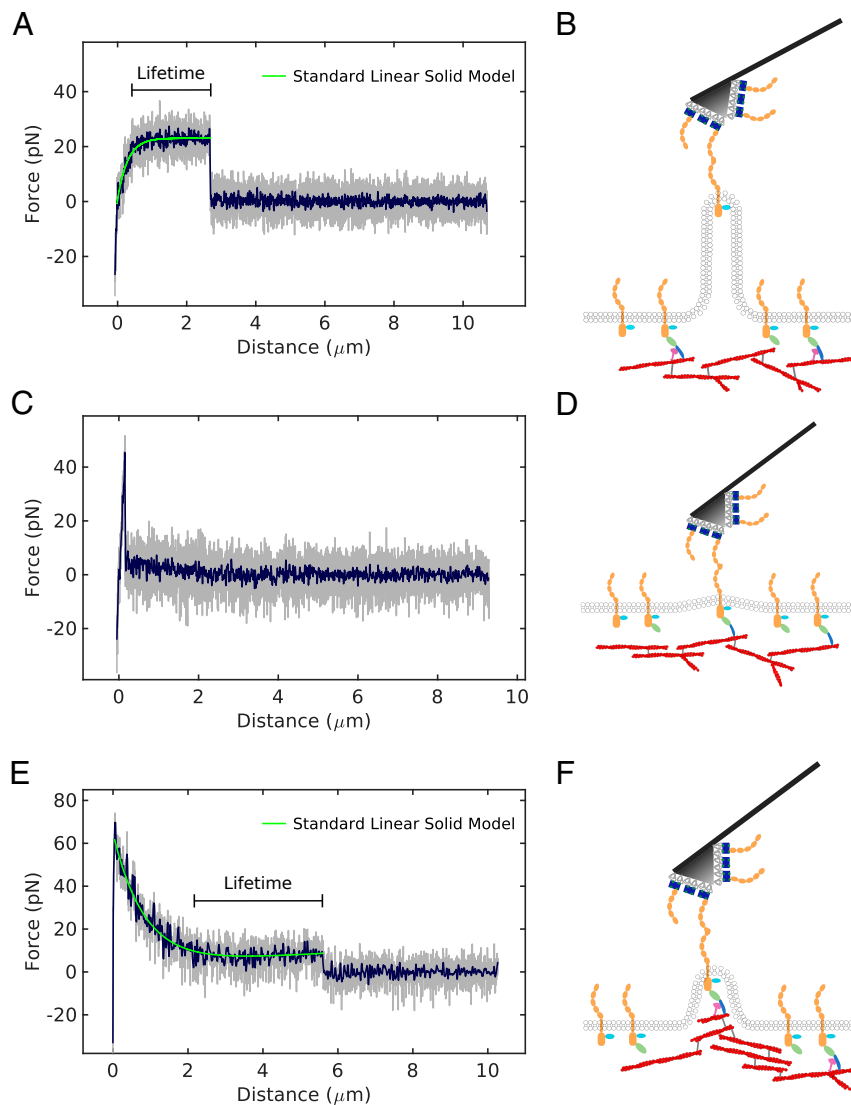 A
B
Lifetime
Standard Linear Solid Model
40
20
0
-20
Force (pN)
0 2 4 6 8 10
Distance (μm)
C
D
40
20
0
-20
Force (pN)
0 2 4 6 8 10
Distance (μm)
E
F
80
60
40
20
0
-20
Force (pN)
Standard Linear Solid Model
Lifetime
0 2 4 6 8 10
Distance (μm)